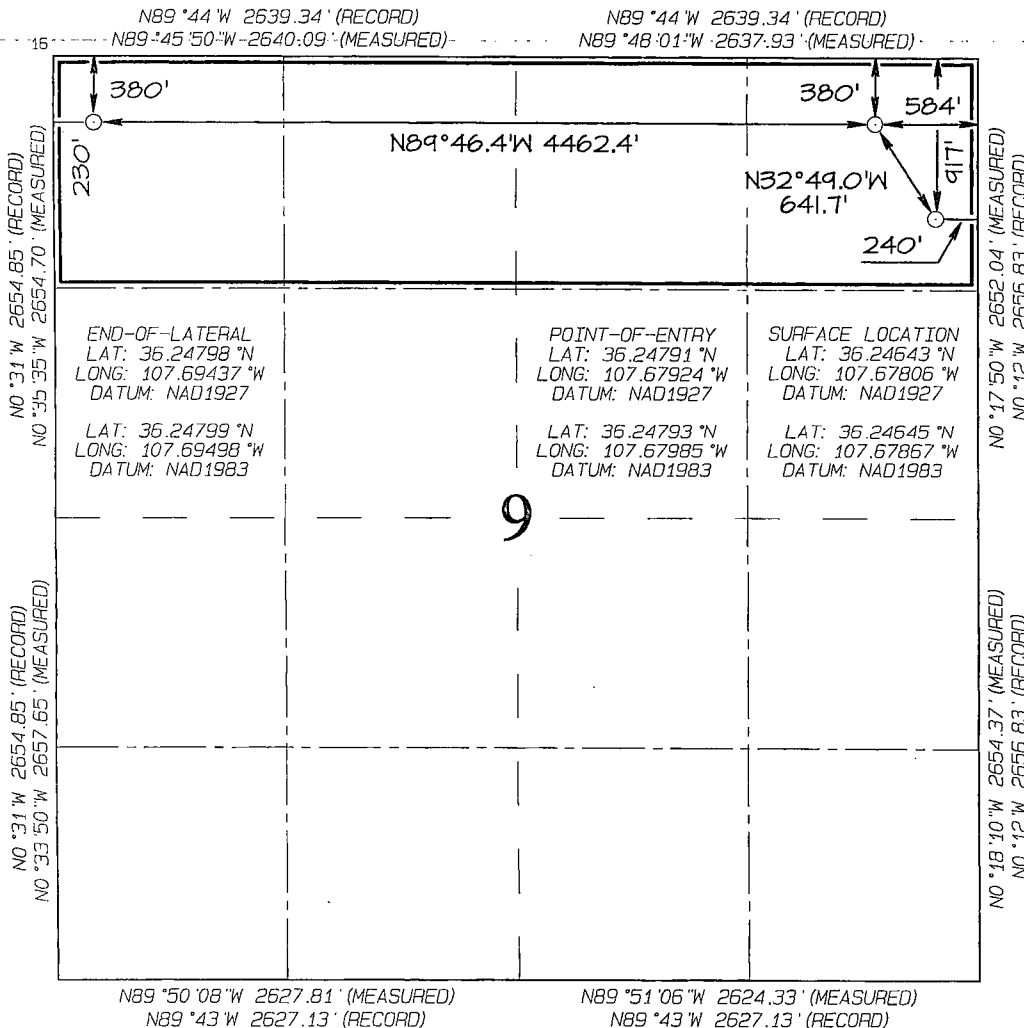 N89°44'W 2639.34' (RECORD)
N89°45'50"W 2640.09' (MEASURED)
N89°44'W 2639.34' (RECORD)
N89°48'01"W 2637.93' (MEASURED)
380'
380'
584'
230'
N89°46.4'W 4462.4'
N32°49.0'W
641.7'
917'
240'
N0°31'W 2654.85' (RECORD)
N0°35'35"W 2654.70' (MEASURED)
N0°17'50"W 2652.04' (MEASURED)
N0°12'W 2656.83' (RECORD)
END-OF-LATERAL
LAT: 36.24798 °N
LONG: 107.69437 °W
DATUM: NAD1927
LAT: 36.24799 °N
LONG: 107.69498 °W
DATUM: NAD1983
POINT-OF-ENTRY
LAT: 36.24791 °N
LONG: 107.67924 °W
DATUM: NAD1927
LAT: 36.24793 °N
LONG: 107.67985 °W
DATUM: NAD1983
SURFACE LOCATION
LAT: 36.24643 °N
LONG: 107.67806 °W
DATUM: NAD1927
LAT: 36.24645 °N
LONG: 107.67867 °W
DATUM: NAD1983
9
N0°31'W 2654.85' (RECORD)
N0°33'50"W 2657.65' (MEASURED)
N0°18'10"W 2654.37' (MEASURED)
N0°12'W 2656.83' (RECORD)
N89°50'08"W 2627.81' (MEASURED)
N89°43'W 2627.13' (RECORD)
N89°51'06"W 2624.33' (MEASURED)
N89°43'W 2627.13' (RECORD)